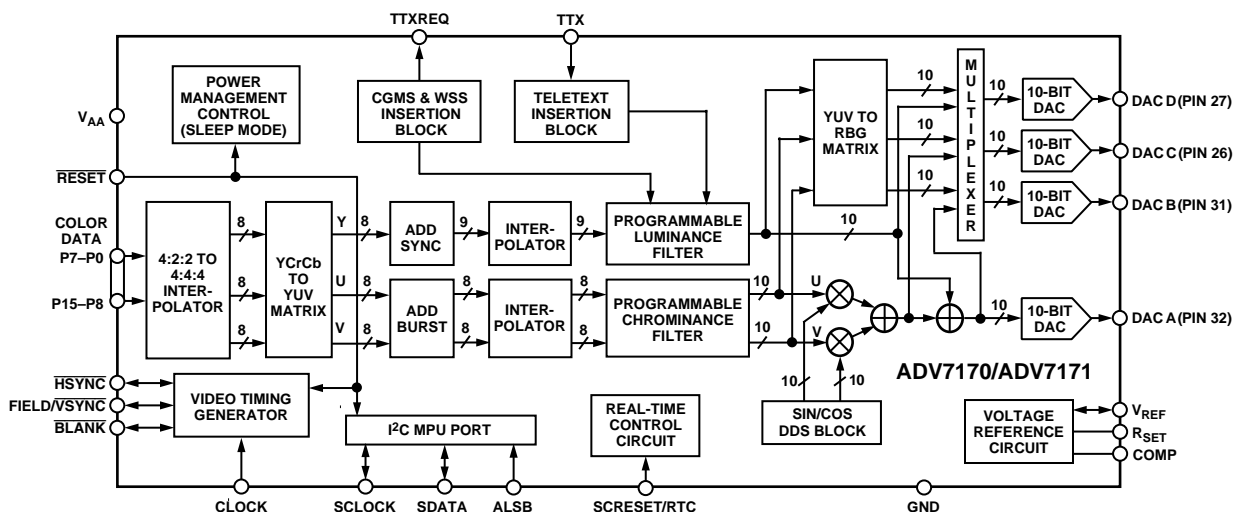 TTXREQ
TTX
POWER
MANAGEMENT
CONTROL
(SLEEP MODE)
CGMS & WSS
INSERTION
BLOCK
TELETEXT
INSERTION
BLOCK
YUV TO
RBG
MATRIX
10
10
10
MULTIPLEXER
10
10
10
10-BIT
DAC
DAC D (PIN 27)
10-BIT
DAC
DAC C (PIN 26)
10-BIT
DAC
DAC B (PIN 31)
VAA
RESET
COLOR
DATA
P7–P0
P15–P8
4:2:2 TO
4:4:4
INTER-
POLATOR
8
8
8
YCrCb
TO
YUV
MATRIX
Y
8
U
8
V
8
ADD
SYNC
9
INTER-
POLATOR
9
PROGRAMMABLE
LUMINANCE
FILTER
10
ADD
BURST
8
8
INTER-
POLATOR
8
8
PROGRAMMABLE
CHROMINANCE
FILTER
10
10
U
V
10
10
10
10-BIT
DAC
DAC A (PIN 32)
ADV7170/ADV7171
HSYNC
FIELD/VSYNC
BLANK
VIDEO TIMING
GENERATOR
I²C MPU PORT
REAL-TIME
CONTROL
CIRCUIT
SIN/COS
DDS BLOCK
VOLTAGE
REFERENCE
CIRCUIT
VREF
RSET
COMP
CLOCK
SCLOCK
SDATA
ALSB
SCRESET/RTC
GND